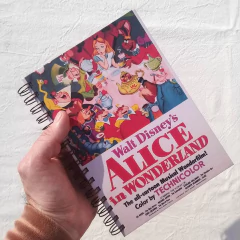 Walt Disney's
ALICE
in WONDERLAND
The all-cartoon Musical Wonderfilm!
Color by TECHNICOLOR